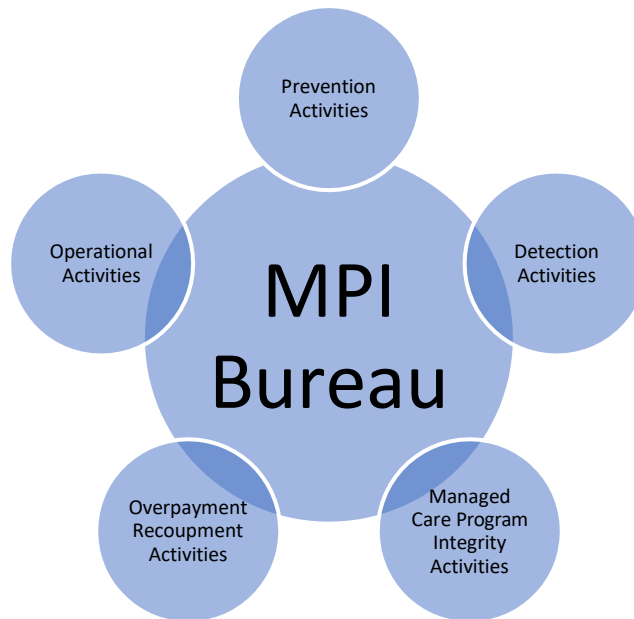 Prevention
Activities
Operational
Activities
Detection
Activities
MPI
Bureau
Overpayment
Recoupment
Activities
Managed
Care Program
Integrity
Activities